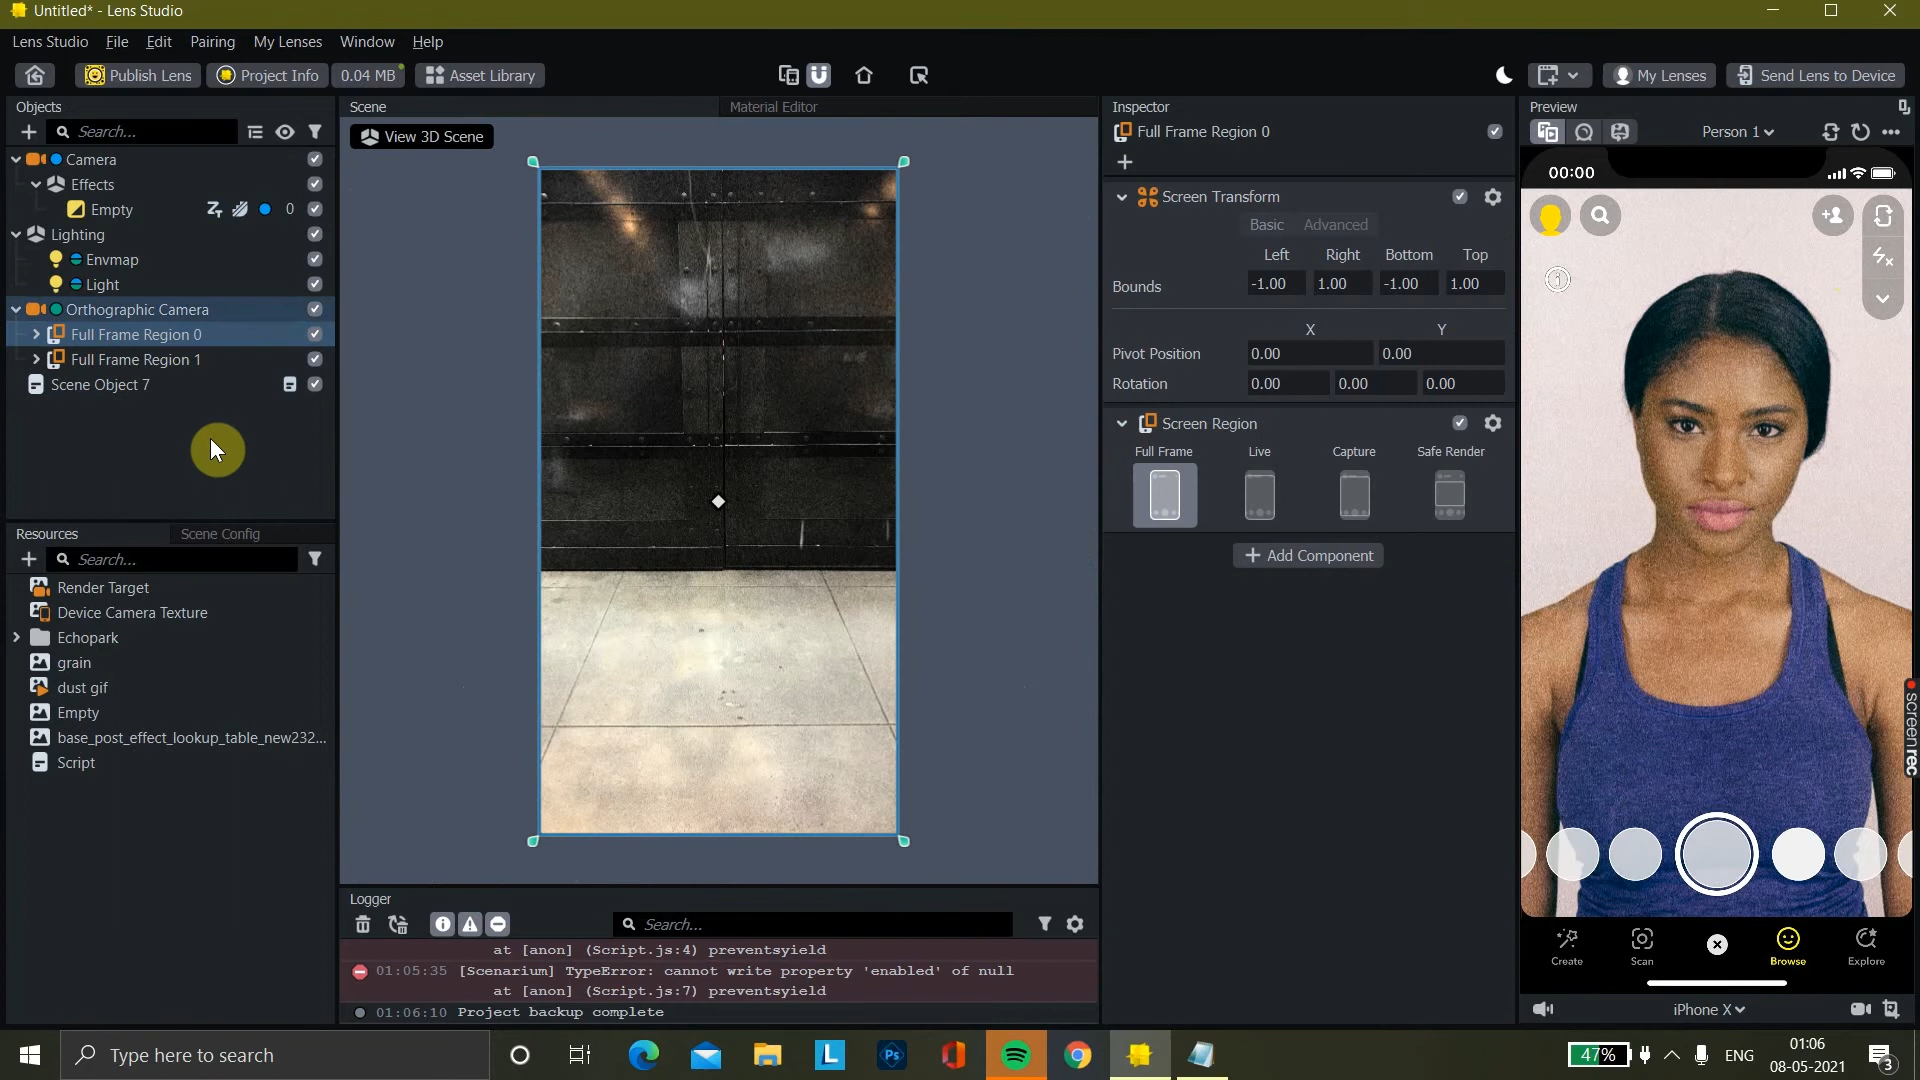 Untitled* - Lens Studio
Lens Studio File Edit Pairing My Lenses Window Help
Publish Lens Project Info 0.04 MB Asset Library My Lenses Send Lens to Device
Objects
Search...
Camera
Effects
Empty 0
Lighting
Envmap
Light
Orthographic Camera
Full Frame Region 0
Full Frame Region 1
Scene Object 7
Resources Scene Config
Search...
Render Target
Device Camera Texture
Echopark
grain
dust gif
Empty
base_post_effect_lookup_table_new232...
Script
Scene Material Editor
View 3D Scene
Logger
Search...
at [anon] (Script.js:4) preventsyield
01:05:35 [Scenarium] TypeError: cannot write property 'enabled' of null
at [anon] (Script.js:7) preventsyield
01:06:10 Project backup complete
Inspector
Full Frame Region 0
Screen Transform
Basic Advanced
Left Right Bottom Top
Bounds -1.00 1.00 -1.00 1.00
X Y
Pivot Position 0.00 0.00
Rotation 0.00 0.00 0.00
Screen Region
Full Frame Live Capture Safe Render
Add Component
Preview
Person 1
00:00
Create Scan Browse Explore
iPhone X
screenrec
Type here to search
L
Ps
47% ENG
01:06
08-05-2021
3